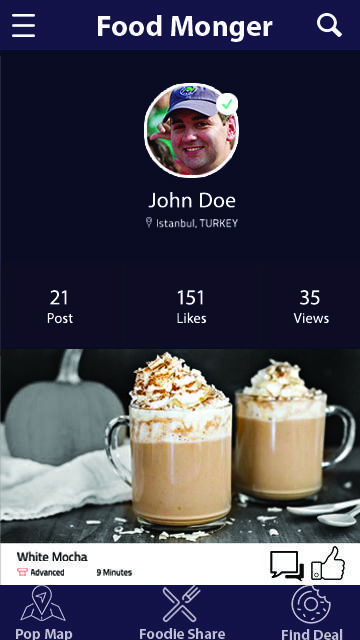 Food Monger
John Doe
Istanbul, TURKEY
21 151 35
Post Likes Views
White Mocha
Advanced 9 Minutes
Pop Map Foodie Share Find Deal